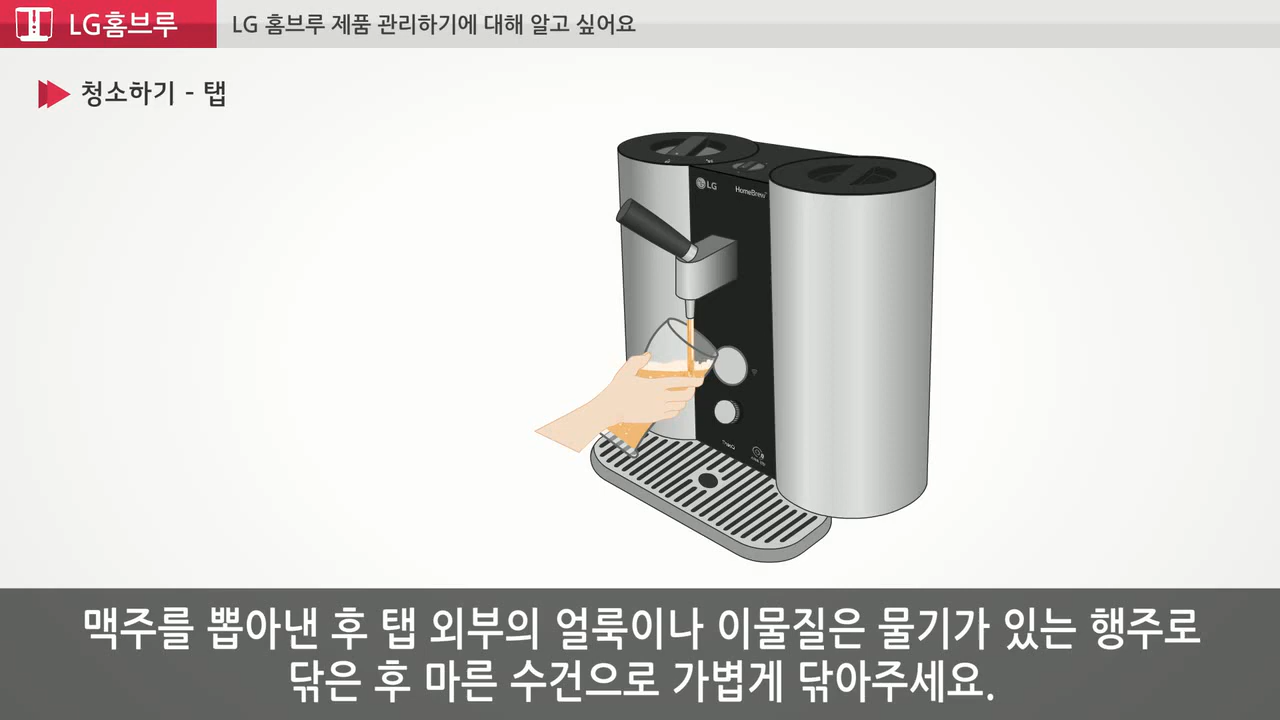 LG홈브루
LG 홈브루 제품 관리하기에 대해 알고 싶어요
청소하기 - 탭
LG
HomeBrew
맥주를 뽑아낸 후 탭 외부의 얼룩이나 이물질은 물기가 있는 행주로
닦은 후 마른 수건으로 가볍게 닦아주세요.